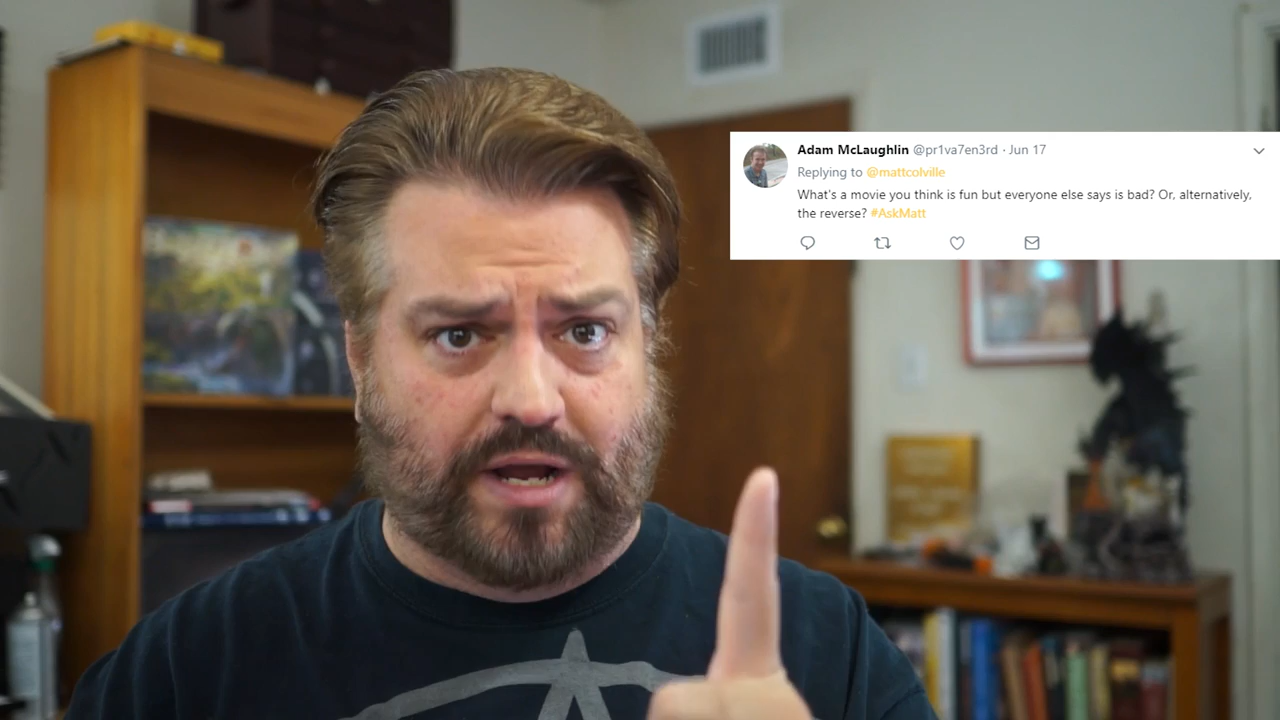 Adam McLaughlin @pr1va7en3rd · Jun 17
Replying to @mattcolville
What's a movie you think is fun but everyone else says is bad? Or, alternatively,
the reverse? #AskMatt